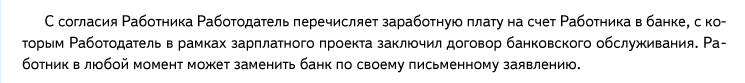 С согласия Работника Работодатель перечисляет заработную плату на счет Работника в банке, с ко-
торым Работодатель в рамках зарплатного проекта заключил договор банковского обслуживания. Ра-
ботник в любой момент может заменить банк по своему письменному заявлению.